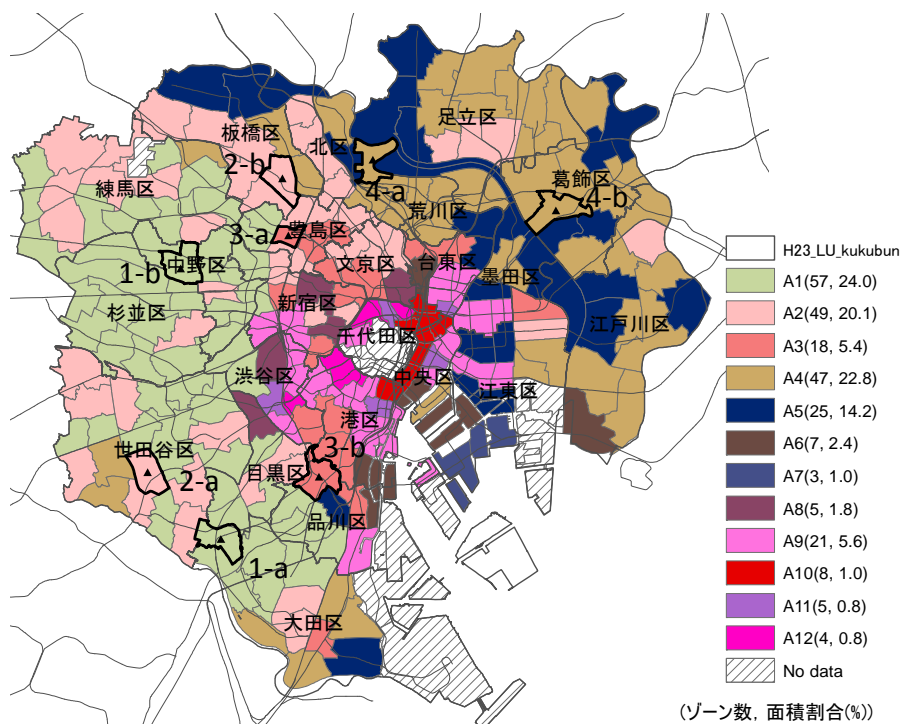 足立区
板橋区
北区
2-b
葛飾区
練馬区
4-a
4-b
荒川区
3-a
豊島区
文京区
台東区
墨田区
1-b
中野区
新宿区
杉並区
千代田区
江戸川区
渋谷区
中央区
江東区
港区
世田谷区
3-b
目黒区
2-a
品川区
1-a
大田区
H23_LU_kukubun
A1(57, 24.0)
A2(49, 20.1)
A3(18, 5.4)
A4(47, 22.8)
A5(25, 14.2)
A6(7, 2.4)
A7(3, 1.0)
A8(5, 1.8)
A9(21, 5.6)
A10(8, 1.0)
A11(5, 0.8)
A12(4, 0.8)
No data
(ゾーン数, 面積割合(%))